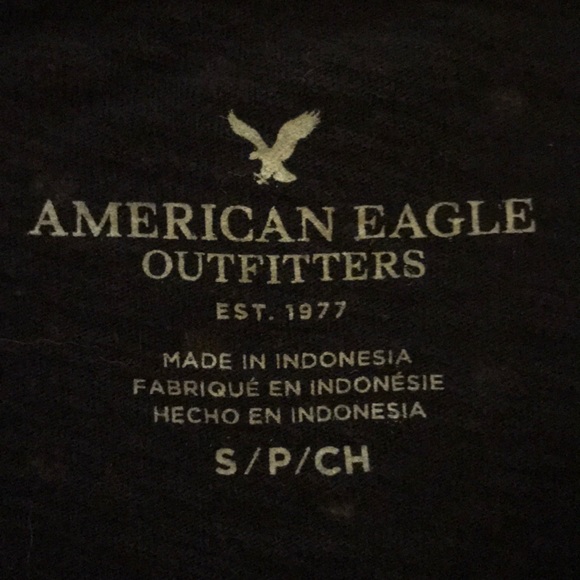 AMERICAN EAGLE
OUTFITTERS
EST. 1977
MADE IN INDONESIA
FABRIQUÉ EN INDONÉSIE
HECHO EN INDONESIA
S/P/CH